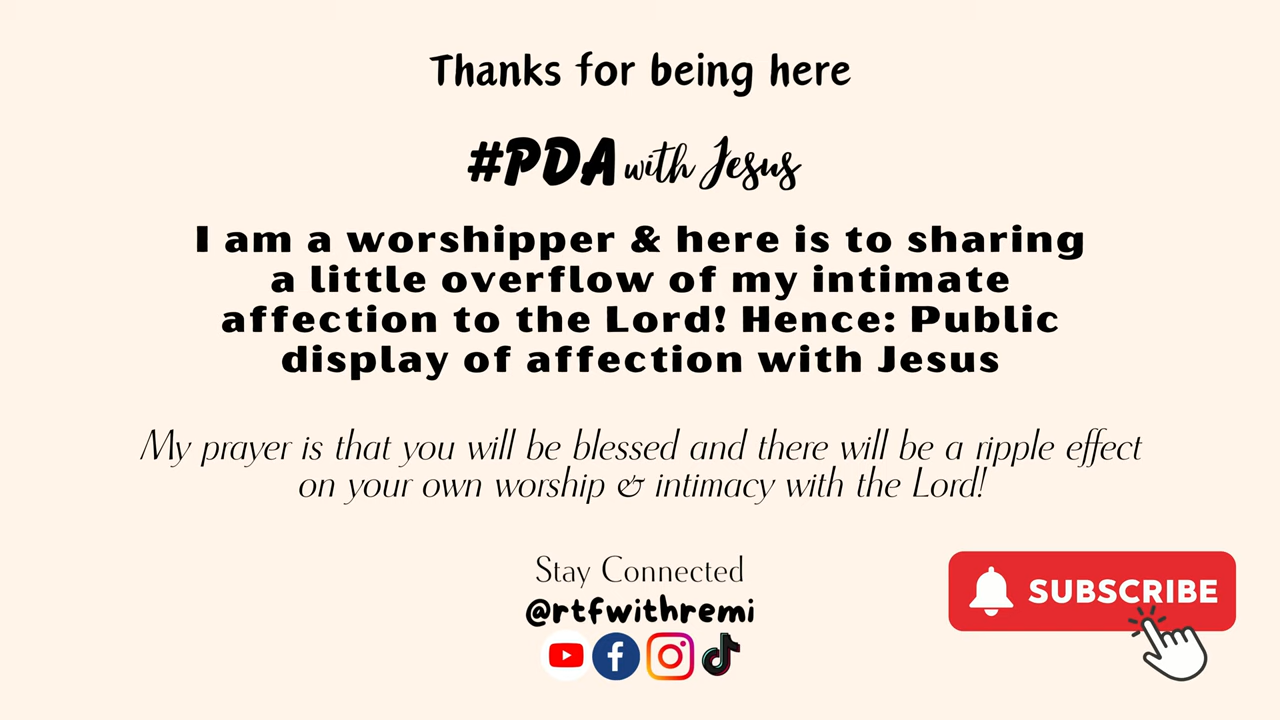 Thanks for being here
#PDA with Jesus
I am a worshipper & here is to sharing
a little overflow of my intimate
affection to the Lord! Hence: Public
display of affection with Jesus
My prayer is that you will be blessed and there will be a ripple effect
on your own worship & intimacy with the Lord!
Stay Connected
@rtfwithremi
SUBSCRIBE